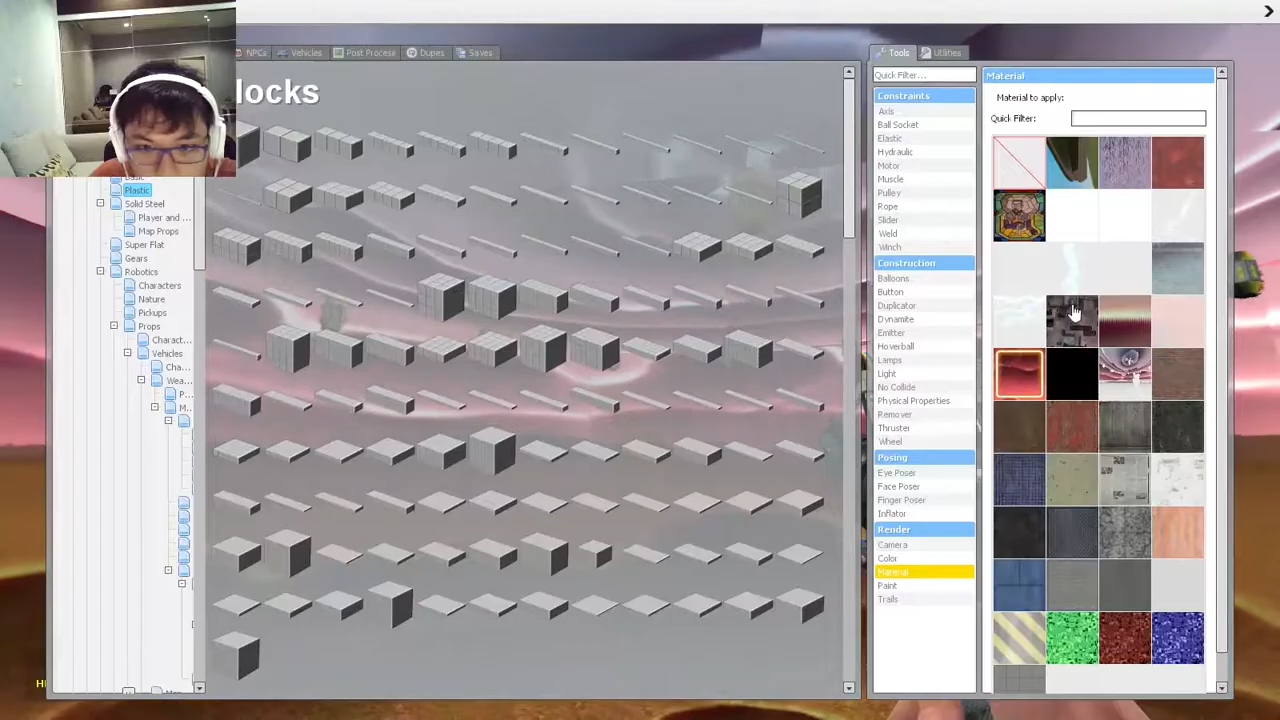 NPCs Vehicles Post Process Dupes Saves
Tools Utilities
locks
Plastic
Solid Steel
Player and ...
Map Props
Super Flat
Gears
Robotics
Characters
Nature
Pickups
Props
Charact...
Vehicles
Cha...
Wea...
P...
M...
Quick Filter...
Constraints
Axis
Ball Socket
Elastic
Hydraulic
Motor
Muscle
Pulley
Rope
Slider
Weld
Winch
Construction
Balloons
Button
Duplicator
Dynamite
Emitter
Hoverball
Lamps
Light
No Collide
Physical Properties
Remover
Thruster
Wheel
Posing
Eye Poser
Face Poser
Finger Poser
Inflator
Render
Camera
Color
Material
Paint
Trails
Material
Material to apply:
Quick Filter: